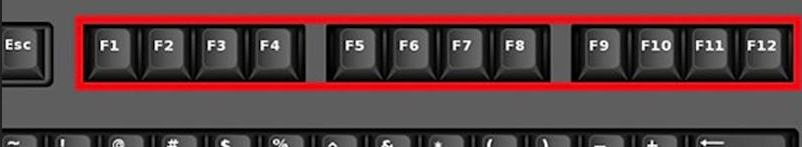 Esc F1 F2 F3 F4 F5 F6 F7 F8 F9 F10 F11 F12
~ ! @ # $ % ^ & * ( ) _ +